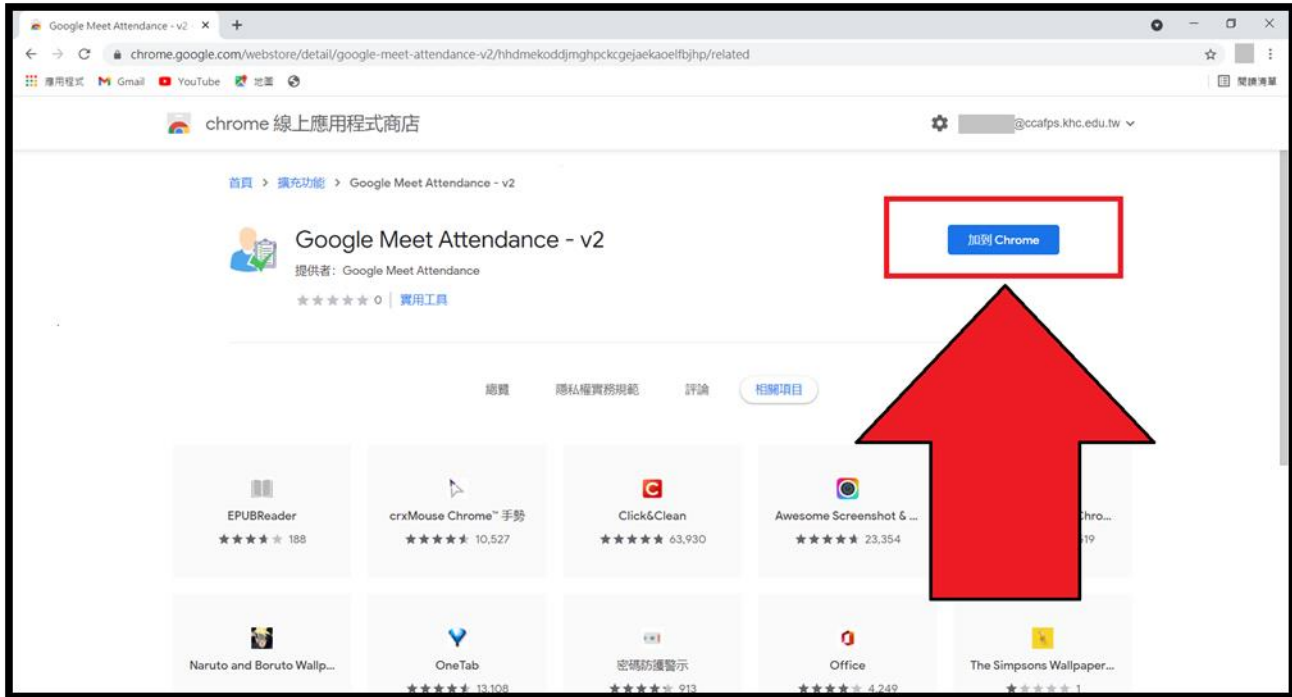 Google Meet Attendance - v2
chrome.google.com/webstore/detail/google-meet-attendance-v2/hhdmekoddjmghpckcgejaekaoelfbjhp/related
應用程式 Gmail YouTube 地圖 閱讀清單
chrome 線上應用程式商店 @ccafps.khc.edu.tw
首頁 > 擴充功能 > Google Meet Attendance - v2
Google Meet Attendance - v2
加到 Chrome
提供者: Google Meet Attendance
0 | 實用工具
總覽 隱私權實務規範 評論 相關項目
EPUBReader crxMouse Chrome™ 手勢 Click&Clean Awesome Screenshot & ...
188 10,527 63,930 23,354
Naruto and Boruto Wallp... OneTab 密碼防護警示 Office The Simpsons Wallpaper...
13,108 913 4,249 1